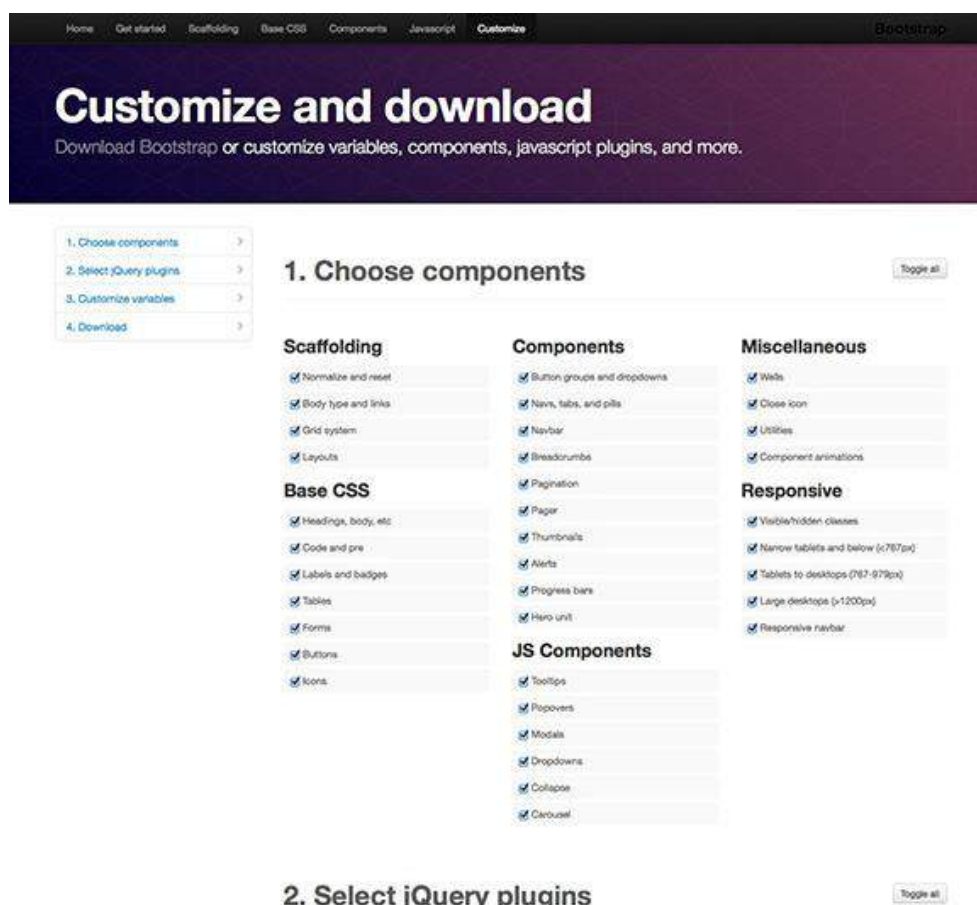 Home Get started Scaffolding Base CSS Components Javascript Customize Bootstrap
Customize and download
Download Bootstrap or customize variables, components, javascript plugins, and more.
1. Choose components
2. Select jQuery plugins
3. Customize variables
4. Download
1. Choose components
Toggle all
Scaffolding
Normalize and reset
Body type and links
Grid system
Layouts
Base CSS
Headings, body, etc
Code and pre
Labels and badges
Tables
Forms
Buttons
Icons
Components
Button groups and dropdowns
Navs, tabs, and pills
Navbar
Breadcrumbs
Pagination
Pager
Thumbnails
Alerts
Progress bars
Hero unit
JS Components
Tooltips
Popovers
Modals
Dropdowns
Collapse
Carousel
Miscellaneous
Wells
Close icon
Utilities
Component animations
Responsive
Visible/hidden classes
Narrow tablets and below (<767px)
Tablets to desktops (767-979px)
Large desktops (>1200px)
Responsive navbar
2. Select jQuery plugins
Toggle all